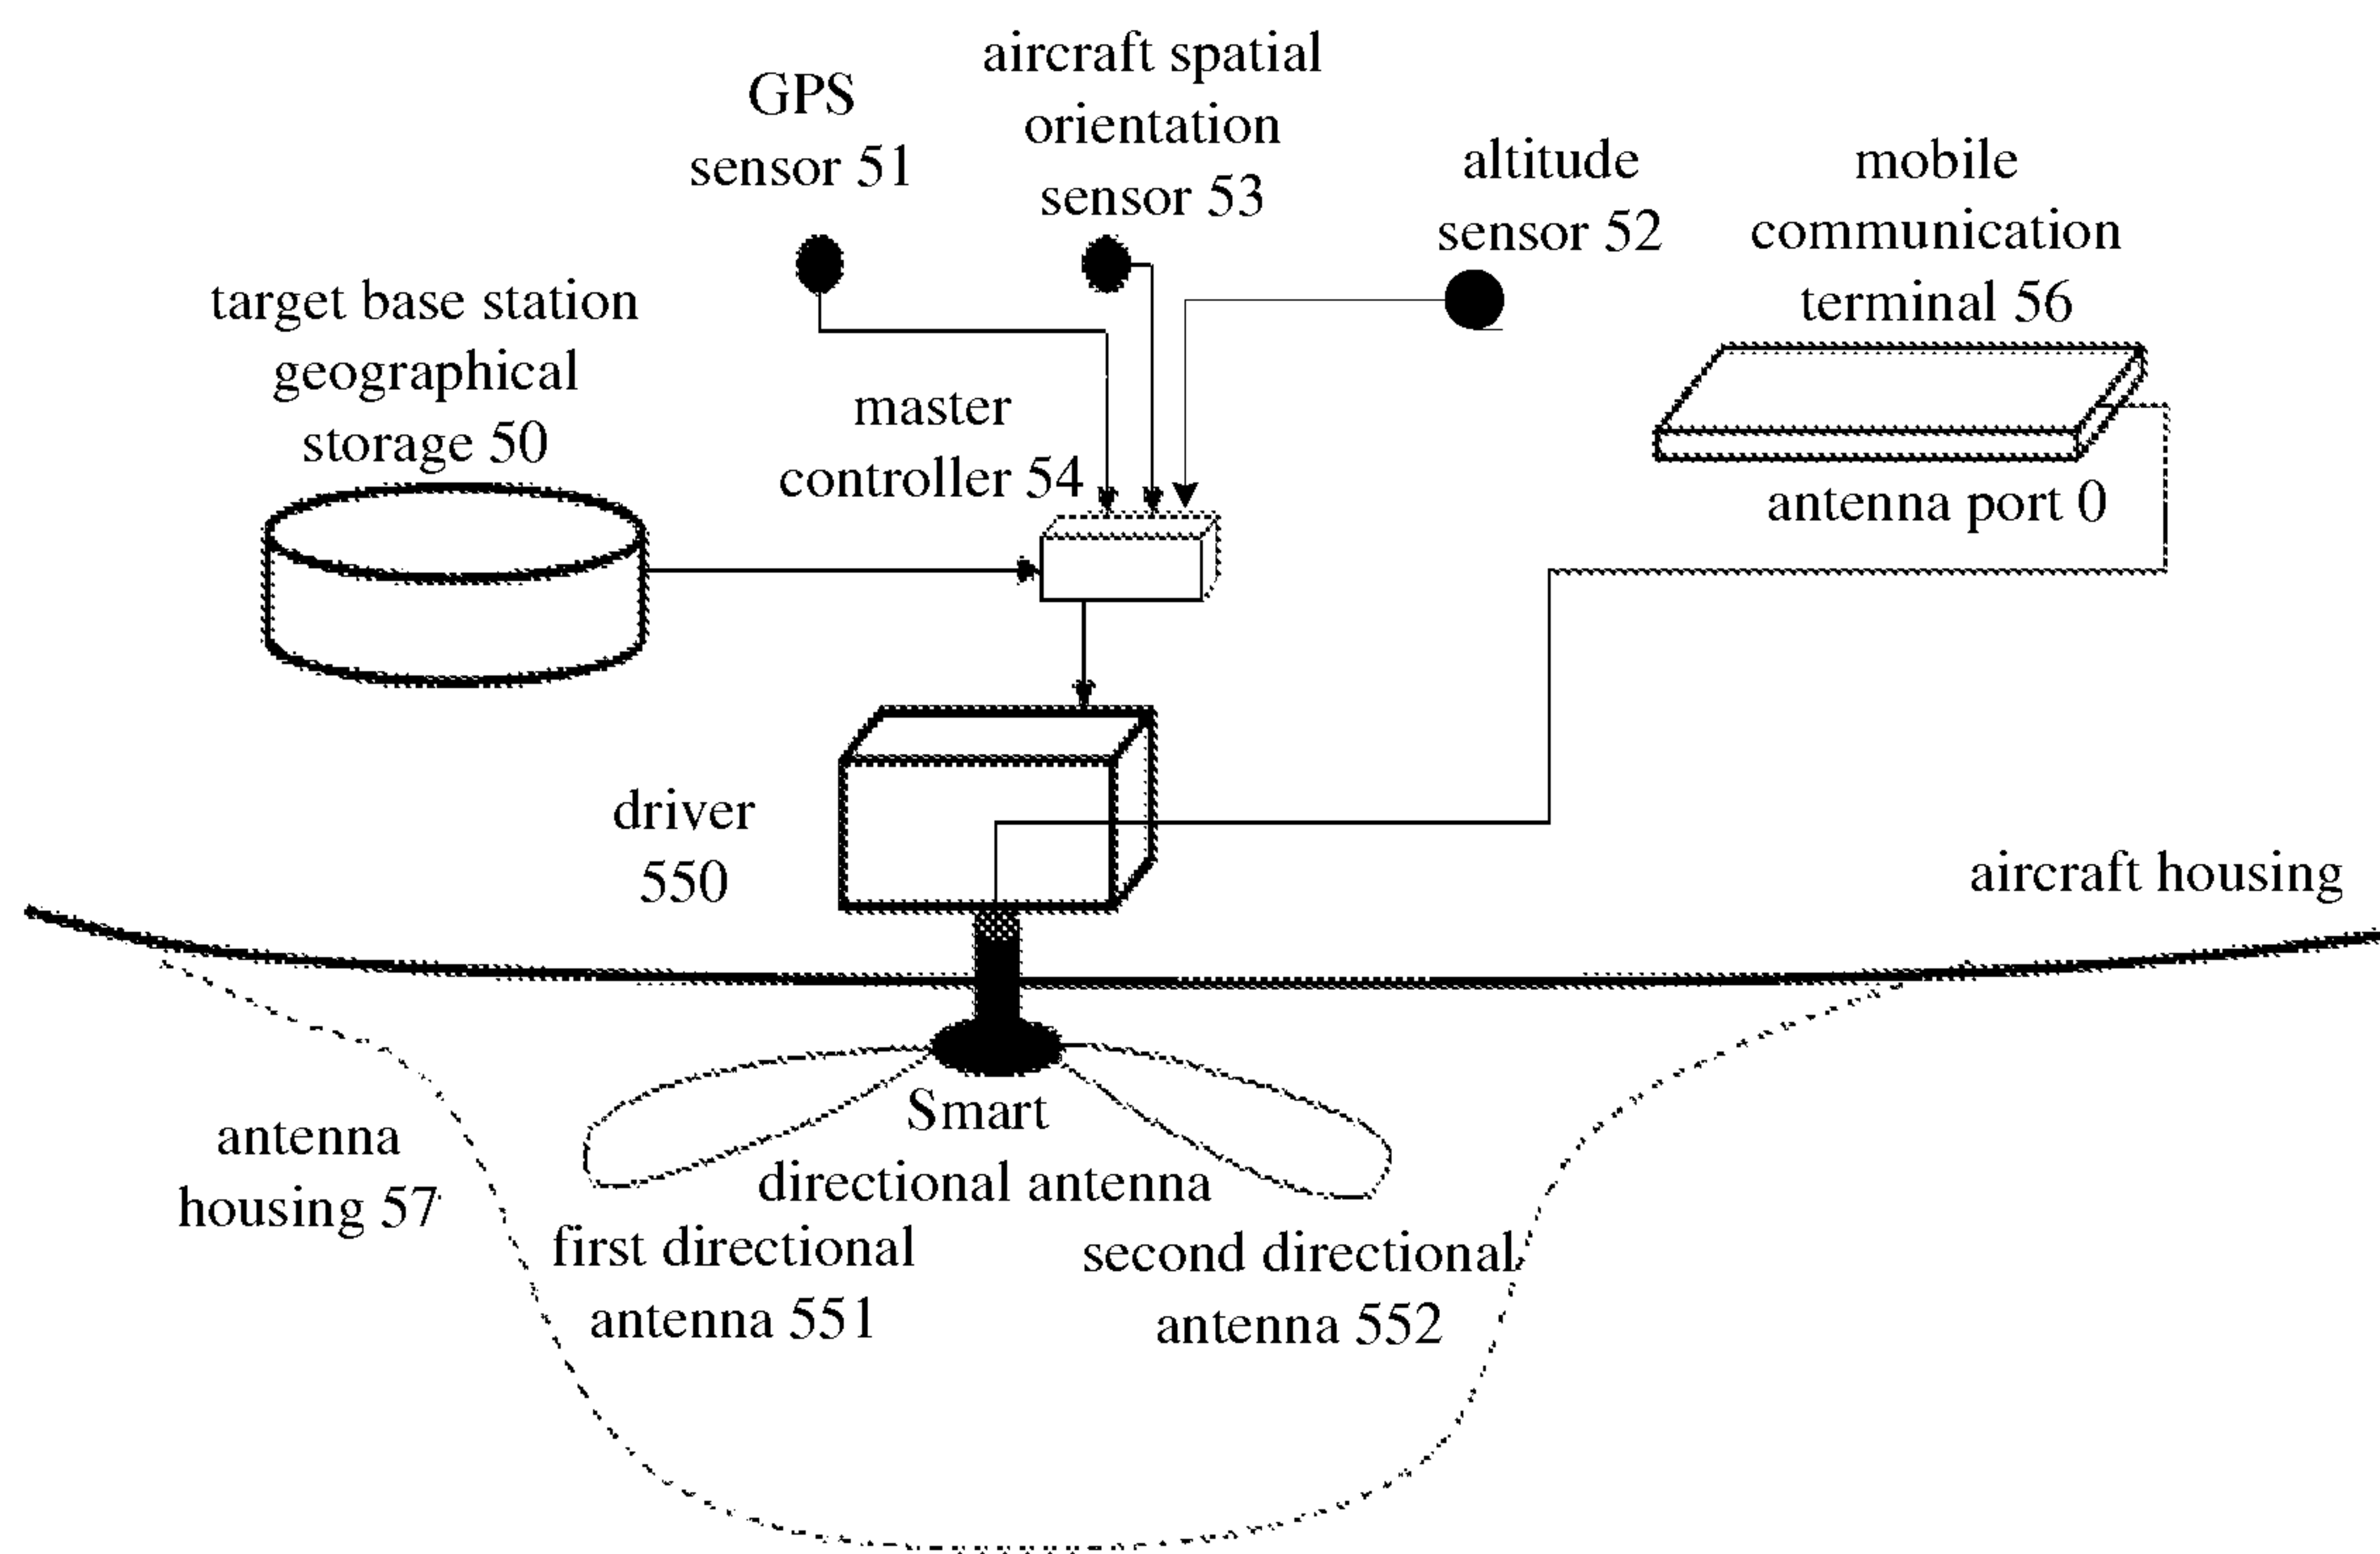 GPS
sensor 51
aircraft spatial
orientation
sensor 53
altitude
sensor 52
mobile
communication
terminal 56
target base station
geographical
storage 50
master
controller 54
antenna port 0
driver
550
aircraft housing
antenna
housing 57
Smart
directional antenna
first directional
antenna 551
second directional
antenna 552